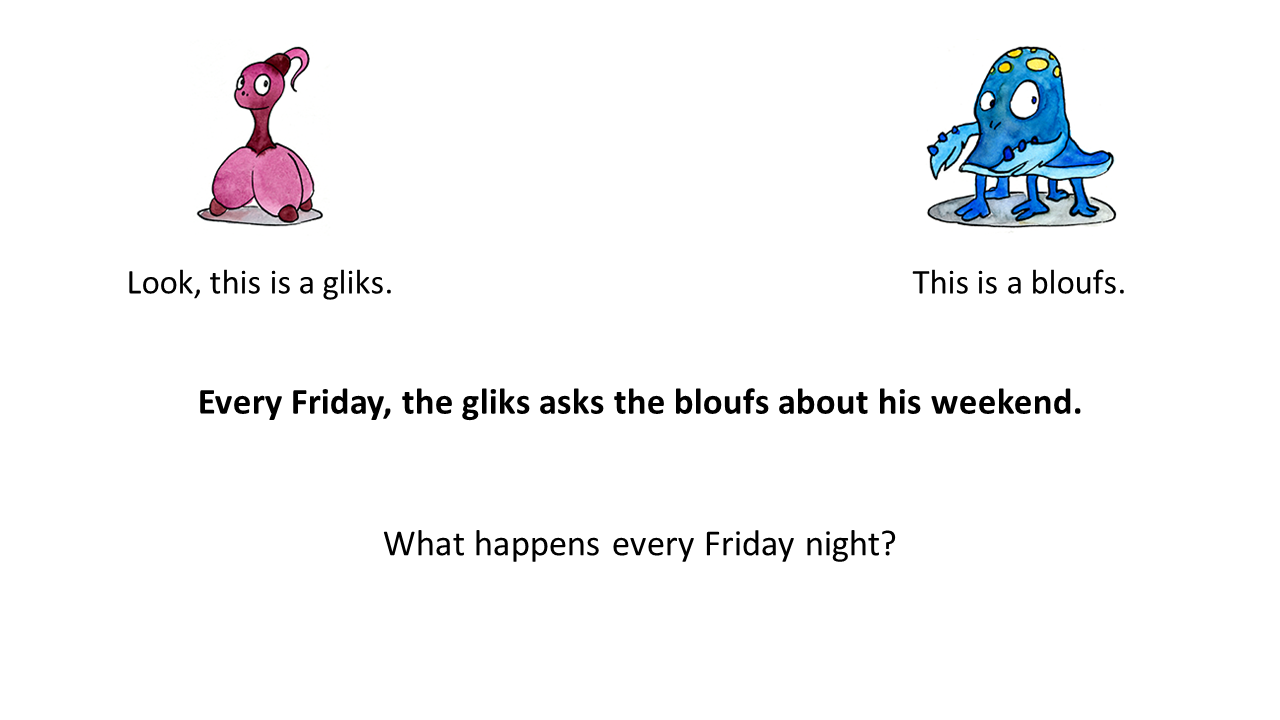 Look, this is a gliks.
This is a bloufs.
Every Friday, the gliks asks the bloufs about his weekend.
What happens every Friday night?